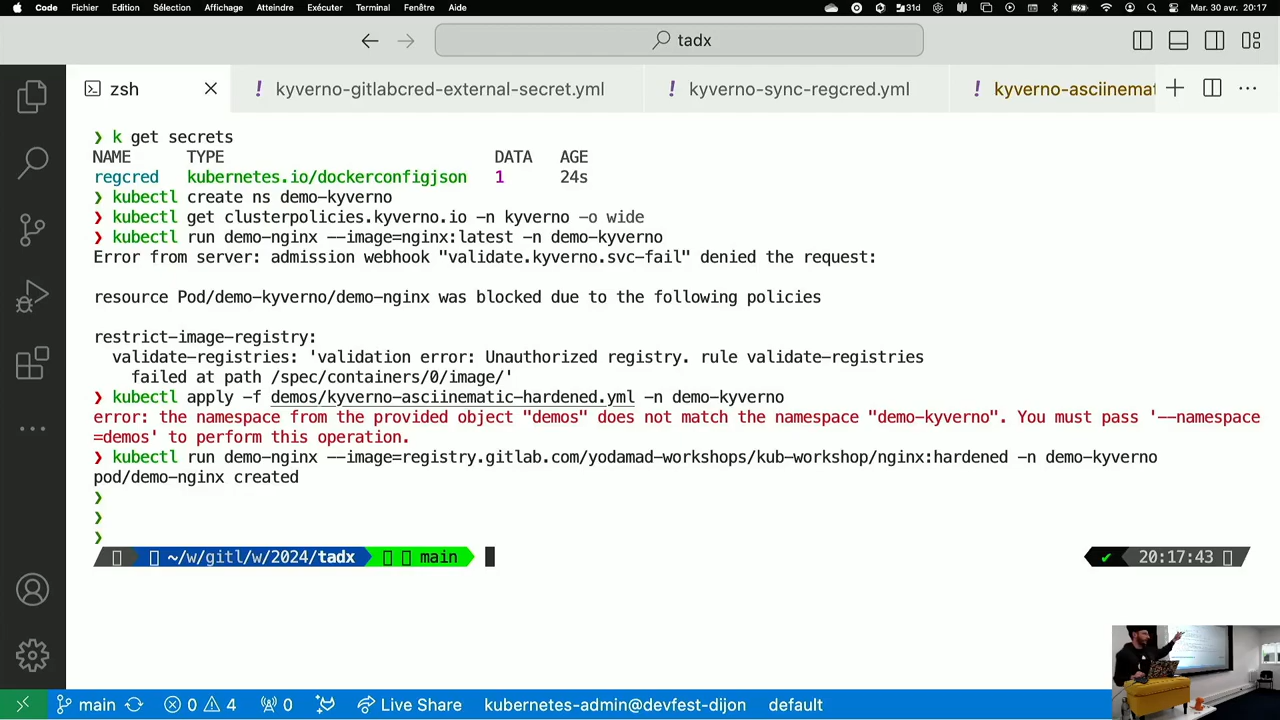 Code Fichier Edition Sélection Affichage Atteindre Exécuter Terminal Fenêtre Aide 31d Mar. 30 avr. 20:17
tadx
zsh kyverno-gitlabcred-external-secret.yml kyverno-sync-regcred.yml kyverno-asciinemat
❯ k get secrets
NAME TYPE DATA AGE
regcred kubernetes.io/dockerconfigjson 1 24s
❯ kubectl create ns demo-kyverno
❯ kubectl get clusterpolicies.kyverno.io -n kyverno -o wide
❯ kubectl run demo-nginx --image=nginx:latest -n demo-kyverno
Error from server: admission webhook "validate.kyverno.svc-fail" denied the request:
resource Pod/demo-kyverno/demo-nginx was blocked due to the following policies
restrict-image-registry:
validate-registries: 'validation error: Unauthorized registry. rule validate-registries
failed at path /spec/containers/0/image/'
❯ kubectl apply -f demos/kyverno-asciinematic-hardened.yml -n demo-kyverno
error: the namespace from the provided object "demos" does not match the namespace "demo-kyverno". You must pass '--namespace
=demos' to perform this operation.
❯ kubectl run demo-nginx --image=registry.gitlab.com/yodamad-workshops/kub-workshop/nginx:hardened -n demo-kyverno
pod/demo-nginx created
❯
❯
❯
~/w/gitl/w/2024/tadx main ✔ 20:17:43
main 0 4 0 Live Share kubernetes-admin@devfest-dijon default